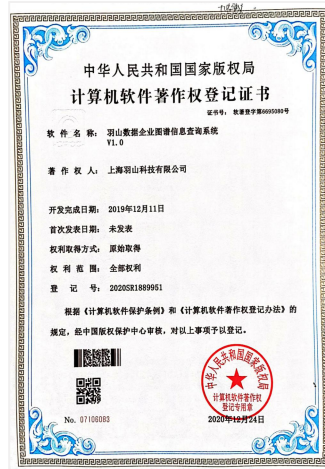 中华人民共和国国家版权局
计算机软件著作权登记证书
证书号： 软著登字第6695080号
软件名称： 羽山数据企业图谱信息查询系统
V1.0
著作权人： 上海羽山科技有限公司
开发完成日期： 2019年12月11日
首次发表日期： 未发表
权利取得方式： 原始取得
权利范围： 全部权利
登记号： 2020SR1889951
根据《计算机软件保护条例》和《计算机软件著作权登记办法》的
规定，经中国版权保护中心审核，对以上事项予以登记。
中华人民共和国国家版权局
计算机软件著作权
登记专用章
No. 07106083
2020年12月24日